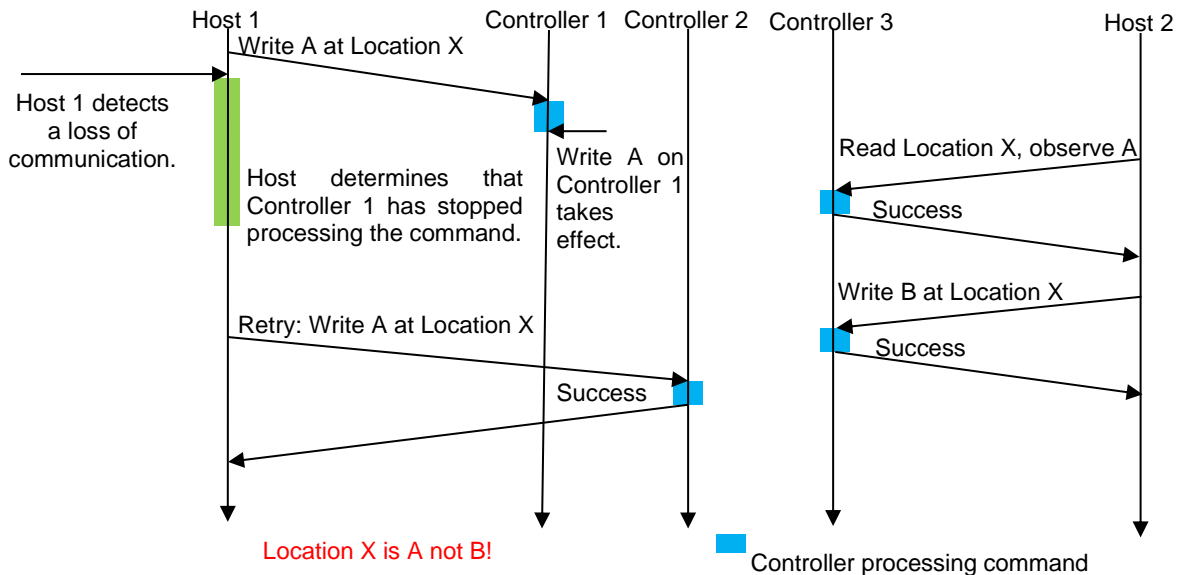 Host 1
Controller 1
Controller 2
Controller 3
Host 2
Write A at Location X
Host 1 detects
a loss of
communication.
Host determines that
Controller 1 has stopped
processing the command.
Write A on
Controller 1
takes
effect.
Read Location X, observe A
Success
Write B at Location X
Success
Retry: Write A at Location X
Success
Location X is A not B!
Controller processing command